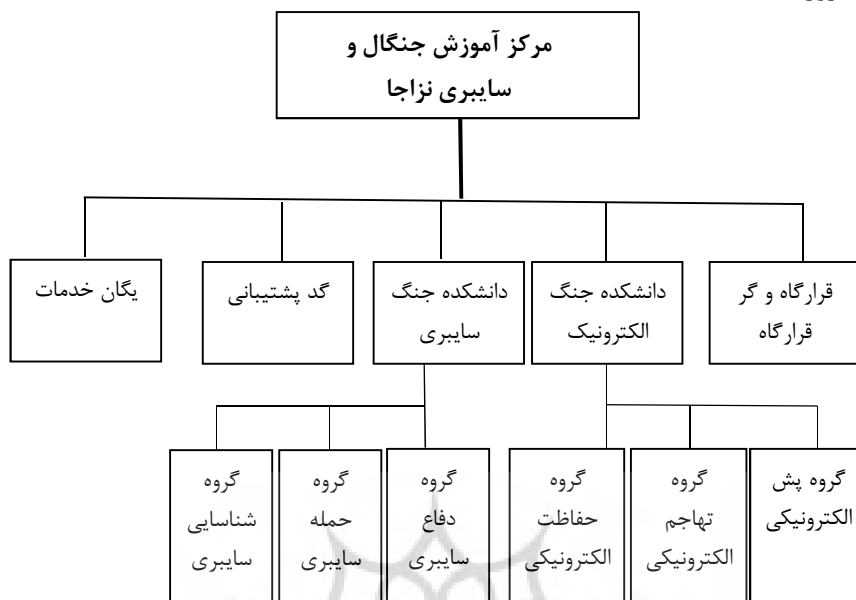 مرکز آموزش جنگال و
سایبری نزاجا
قرارگاه و گر
قرارگاه
دانشکده جنگ
الکترونیک
دانشکده جنگ
سایبری
گد پشتیبانی
یگان خدمات
گروه پش
الکترونیکی
گروه
تهاجم
الکترونیکی
گروه
حفاظت
الکترونیکی
گروه
دفاع
سایبری
گروه
حمله
سایبری
گروه
شناسایی
سایبری